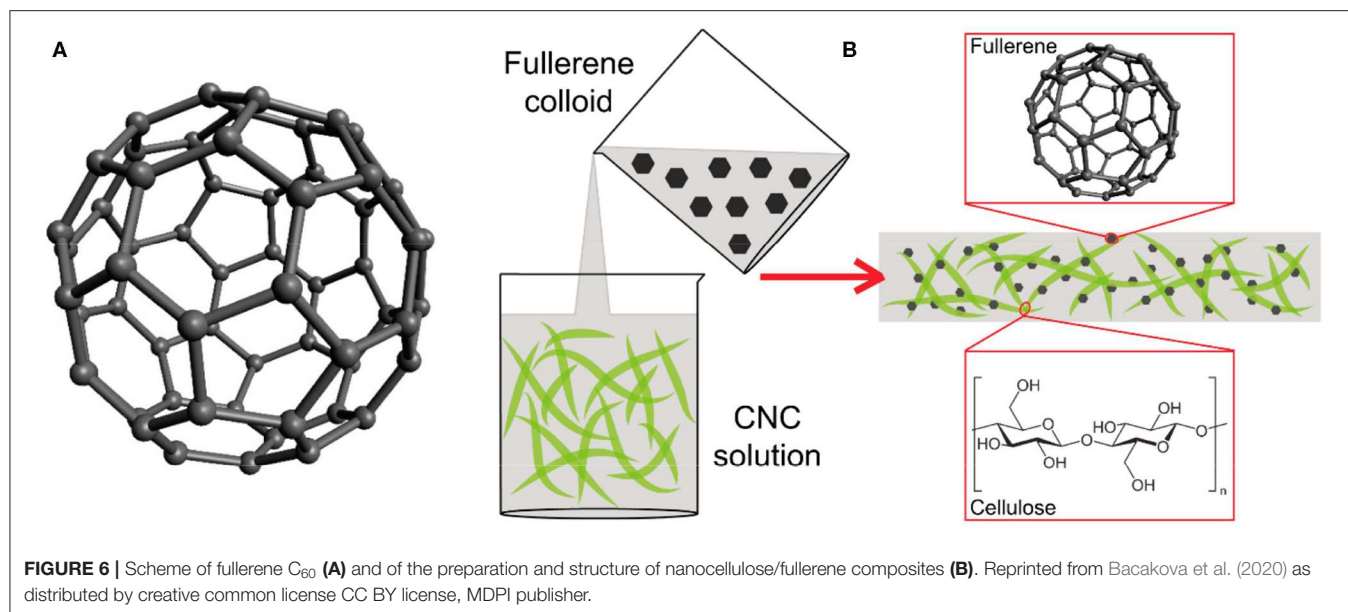 A
Fullerene
colloid
CNC
solution
B
Fullerene
OH
HO
HO
OH
O
O
OH
HO
O
OH
O
n
Cellulose
FIGURE 6 | Scheme of fullerene C₆₀ (A) and of the preparation and structure of nanocellulose/fullerene composites (B). Reprinted from Bacakova et al. (2020) as
distributed by creative common license CC BY license, MDPI publisher.